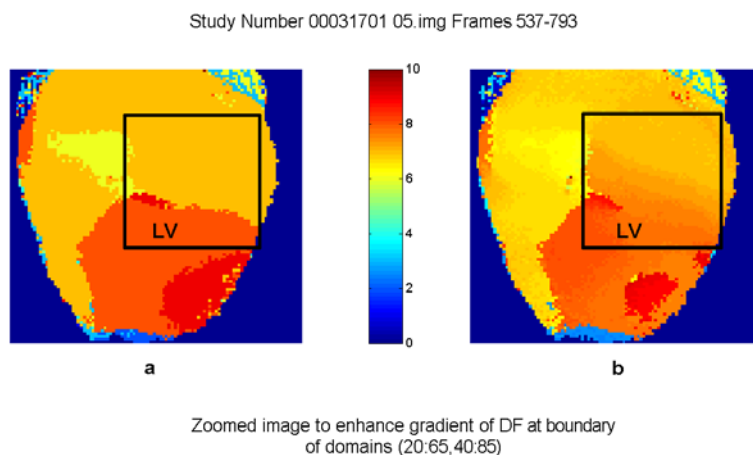 Study Number 00031701 05.img Frames 537-793
10
8
6
4
2
0
LV
LV
a
b
Zoomed image to enhance gradient of DF at boundary
of domains (20:65,40:85)